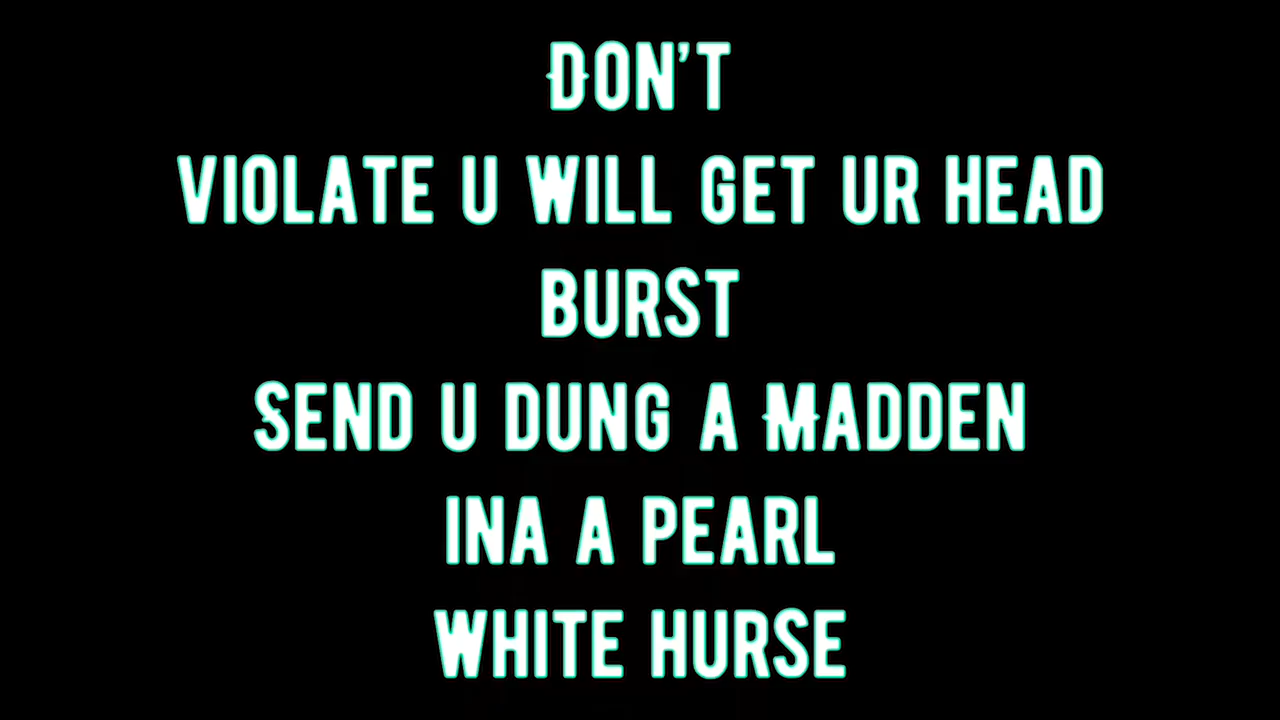 Don't
violate u will get ur head
burst
Send u dung a Madden
ina a pearl
white hurse